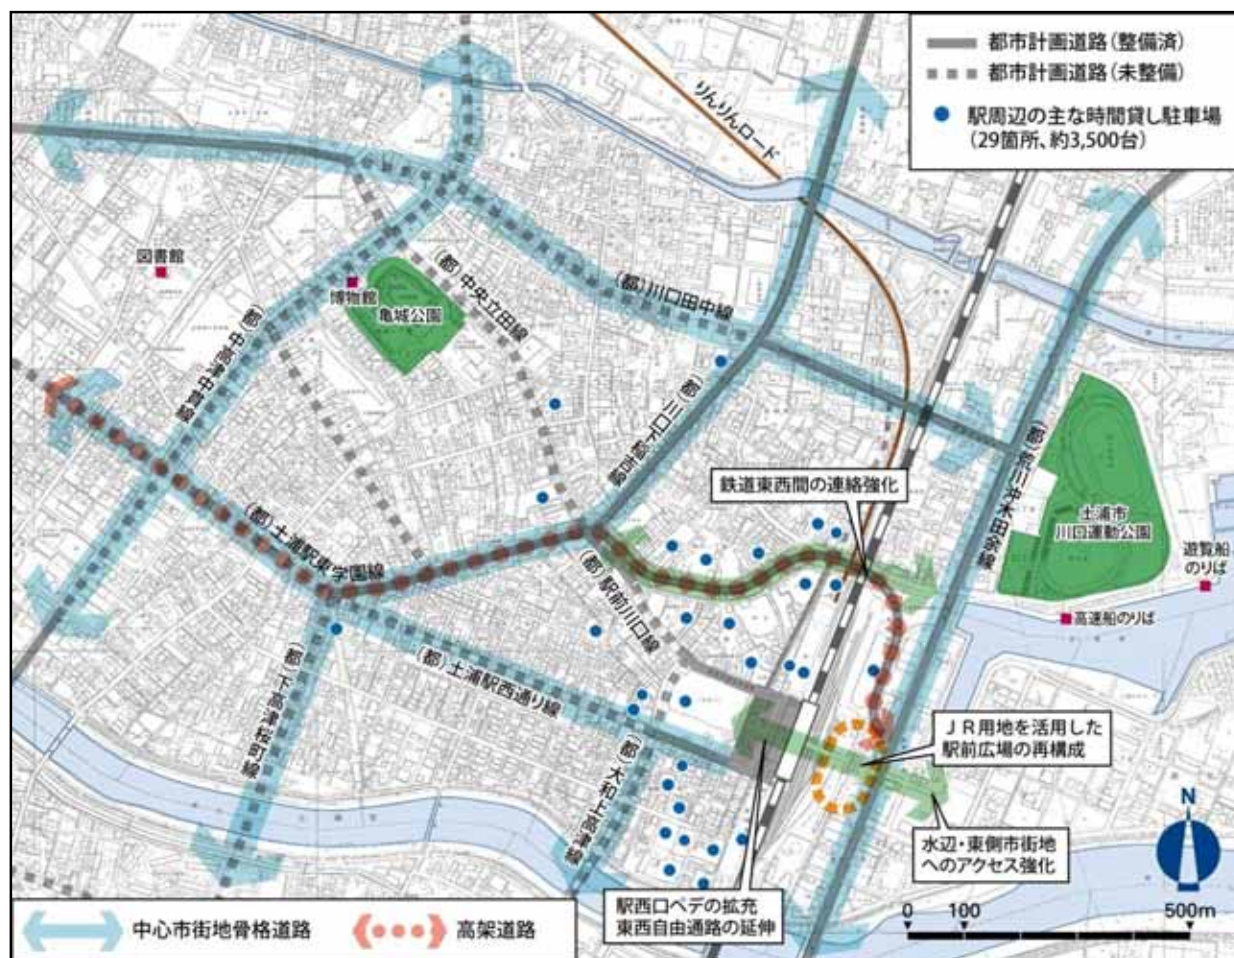 都市計画道路（整備済）
都市計画道路（未整備）
駅周辺の主な時間貸し駐車場
（29箇所、約3,500台）
りんりんロード
図書館
博物館
亀城公園
（都）中央立田線
（都）川口田中線
（都）中高津中貫線
（都）川口下稲吉線
（都）荒川沖木田余線
鉄道東西間の連絡強化
土浦市
川口運動公園
遊覧船
のりば
高速船のりば
（都）土浦駅東学園線
（都）駅前川口線
（都）土浦駅西通り線
（都）下高津桜町線
（都）大和上高津線
ＪＲ用地を活用した
駅前広場の再構成
水辺・東側市街地
へのアクセス強化
駅西口ペデの拡充
東西自由通路の延伸
N
0 100 500m
中心市街地骨格道路
高架道路